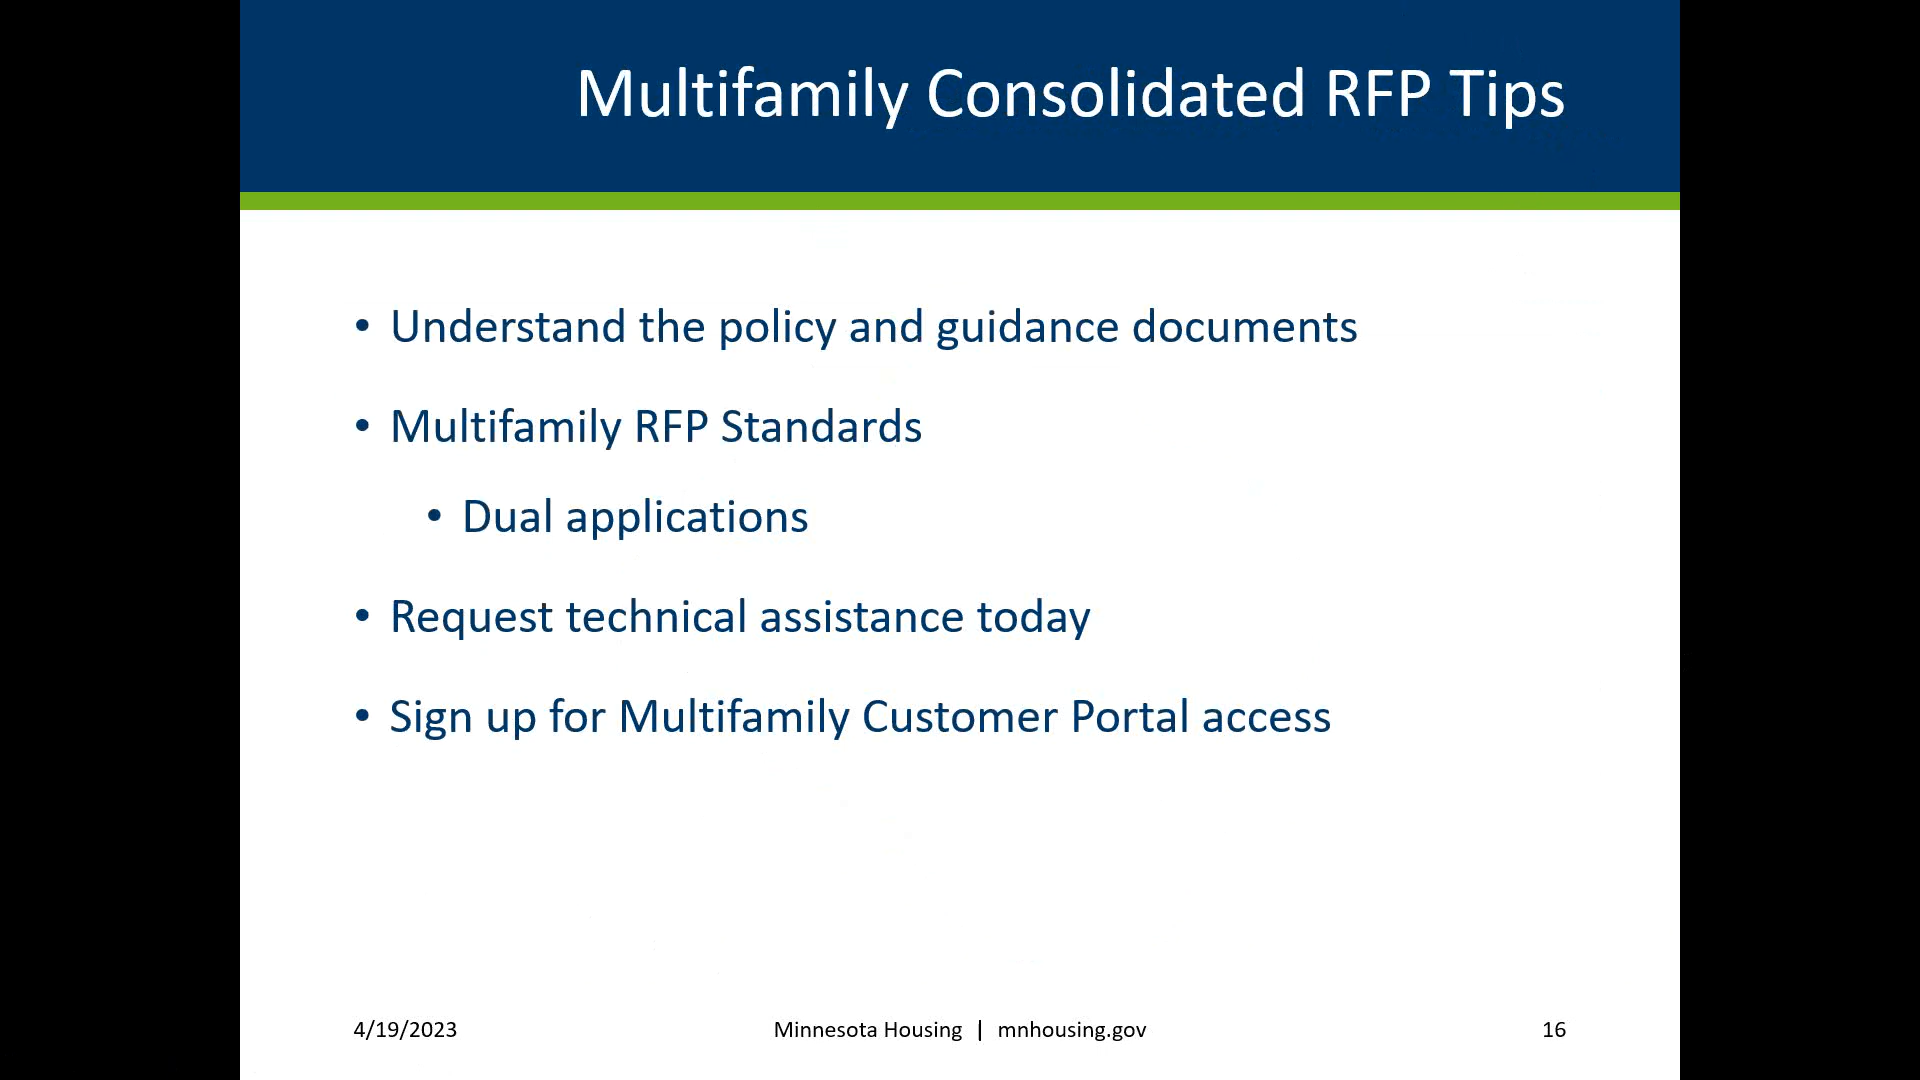 Multifamily Consolidated RFP Tips
• Understand the policy and guidance documents
• Multifamily RFP Standards
• Dual applications
• Request technical assistance today
• Sign up for Multifamily Customer Portal access
4/19/2023 Minnesota Housing | mnhousing.gov 16